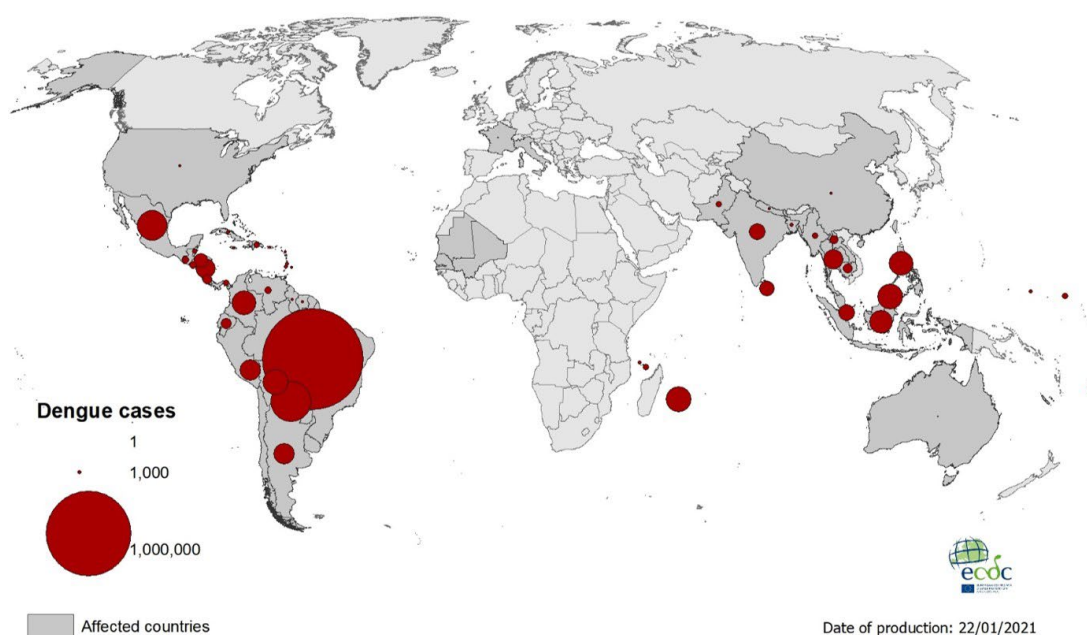 Dengue cases
1
1,000
1,000,000
Affected countries
ecdc
Date of production: 22/01/2021